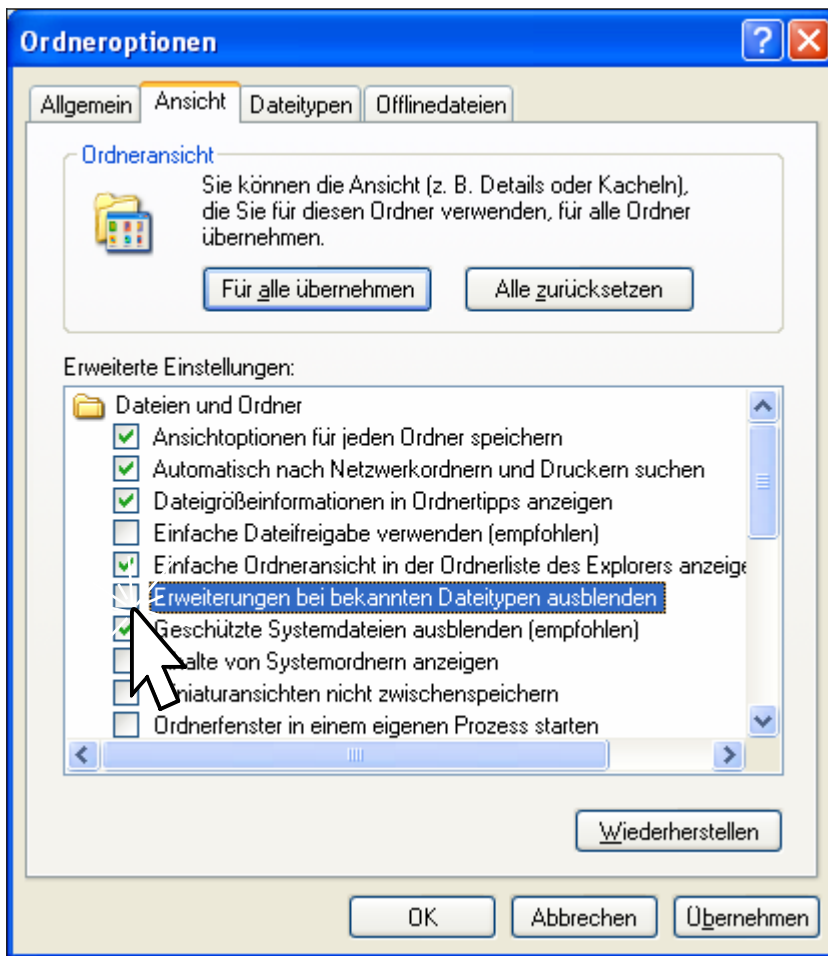 Ordneroptionen
Allgemein Ansicht Dateitypen Offlinedateien
Ordneransicht
Sie können die Ansicht (z. B. Details oder Kacheln),
die Sie für diesen Ordner verwenden, für alle Ordner
übernehmen.
Für alle übernehmen Alle zurücksetzen
Erweiterte Einstellungen:
Dateien und Ordner
Ansichtoptionen für jeden Ordner speichern
Automatisch nach Netzwerkordnern und Druckern suchen
Dateigrößeinformationen in Ordnertipps anzeigen
Einfache Dateifreigabe verwenden (empfohlen)
Einfache Ordneransicht in der Ordnerliste des Explorers anzeige
Erweiterungen bei bekannten Dateitypen ausblenden
Geschützte Systemdateien ausblenden (empfohlen)
von Systemordnern anzeigen
nicht zwischenspeichern
Ordnerfenster in einem eigenen Prozess starten
Wiederherstellen
OK Abbrechen Übernehmen